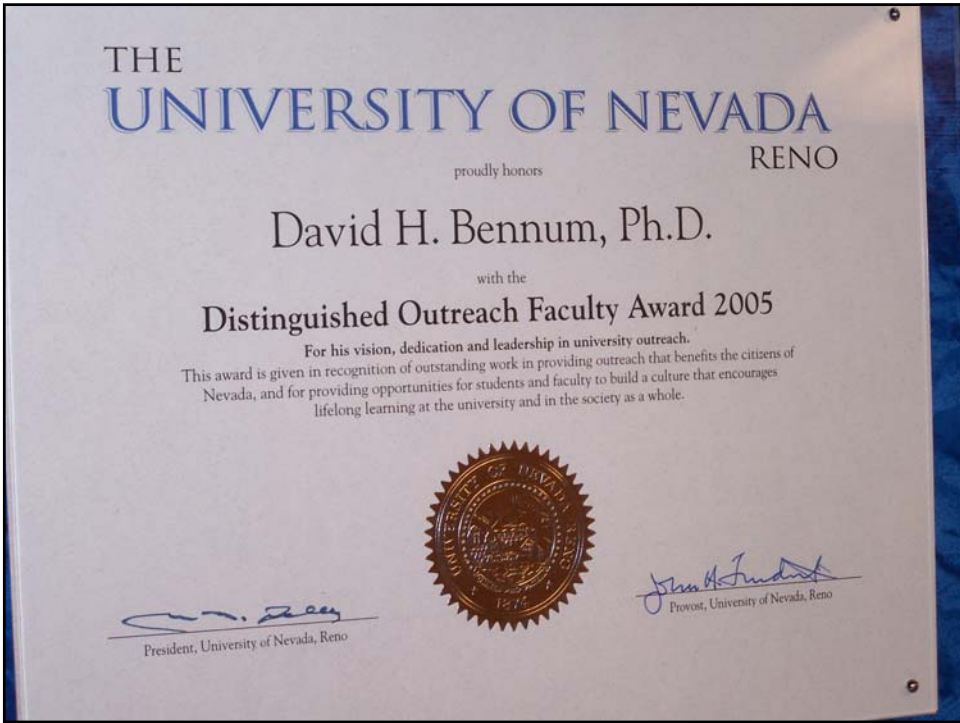 THE
UNIVERSITY OF NEVADA
RENO
proudly honors
David H. Bennum, Ph.D.
with the
Distinguished Outreach Faculty Award 2005
For his vision, dedication and leadership in university outreach.
This award is given in recognition of outstanding work in providing outreach that benefits the citizens of
Nevada, and for providing opportunities for students and faculty to build a culture that encourages
lifelong learning at the university and in the society as a whole.
UNIVERSITY OF NEVADA RENO
President, University of Nevada, Reno
Provost, University of Nevada, Reno